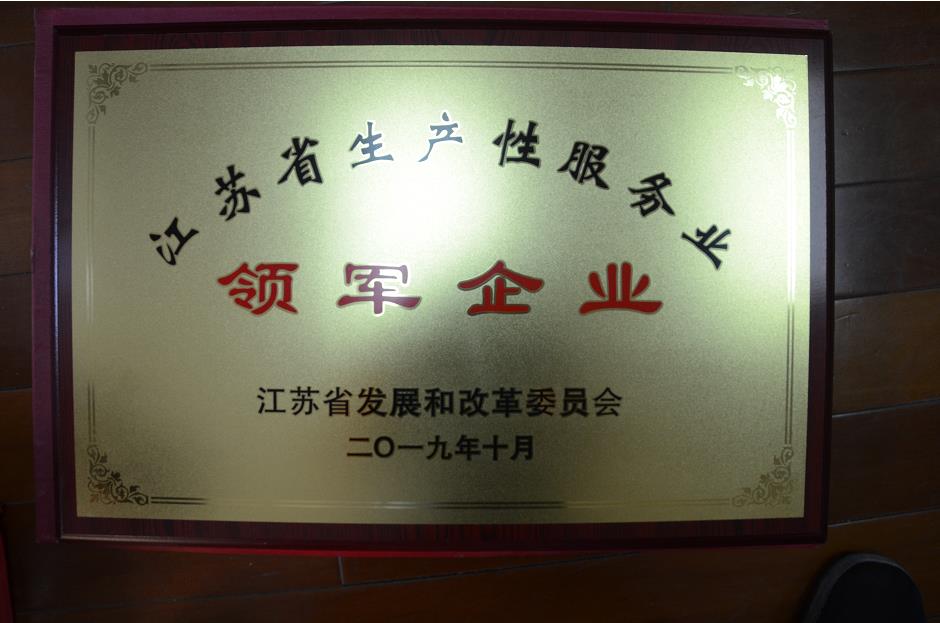 江苏省生产性服务业
领军企业
江苏省发展和改革委员会
二〇一九年十月